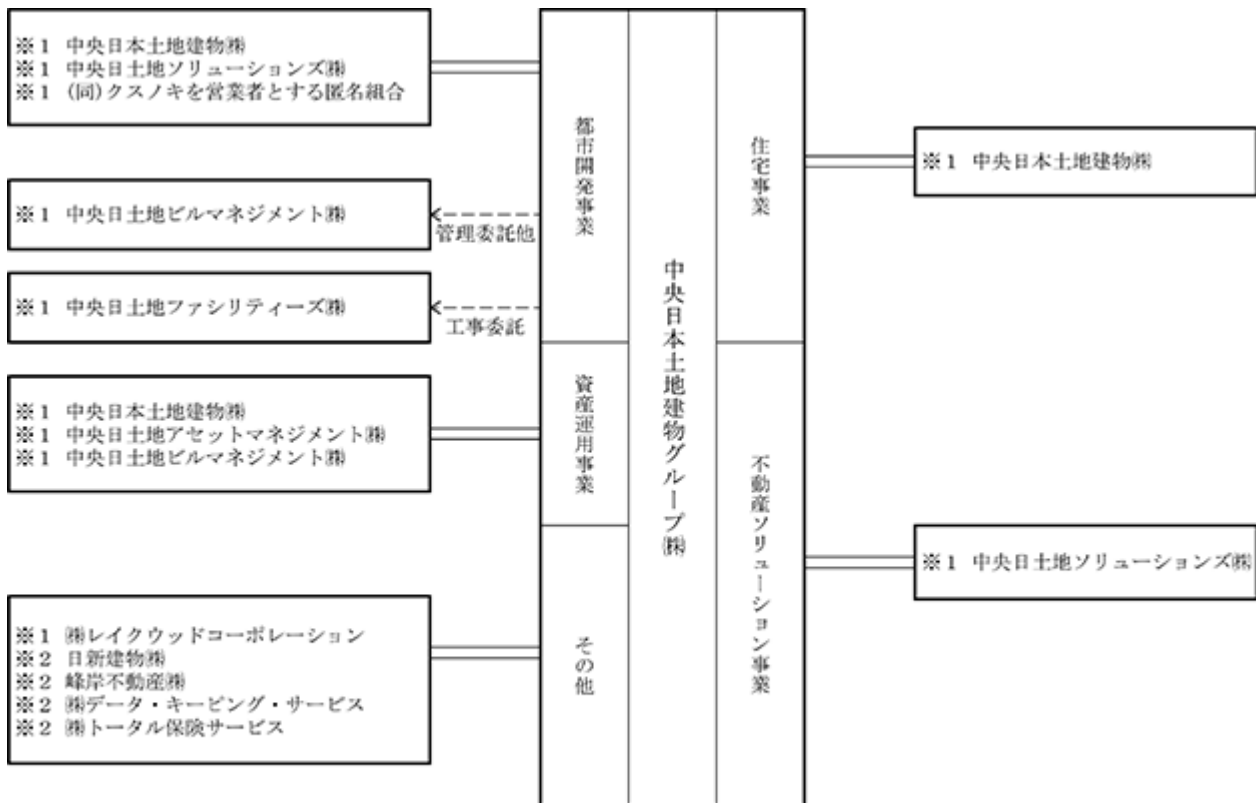 ※1 中央日本土地建物㈱
※1 中央日土地ソリューションズ㈱
※1 (同)クスノキを営業者とする匿名組合
※1 中央日土地ビルマネジメント㈱
管理委託他
※1 中央日土地ファシリティーズ㈱
工事委託
※1 中央日本土地建物㈱
※1 中央日土地アセットマネジメント㈱
※1 中央日土地ビルマネジメント㈱
※1 ㈱レイクウッドコーポレーション
※2 日新建物㈱
※2 峰岸不動産㈱
※2 ㈱データ・キーピング・サービス
※2 ㈱トータル保険サービス
都市開発事業
資産運用事業
その他
中央日本土地建物グループ㈱
住宅事業
不動産ソリューション事業
※1 中央日本土地建物㈱
※1 中央日土地ソリューションズ㈱